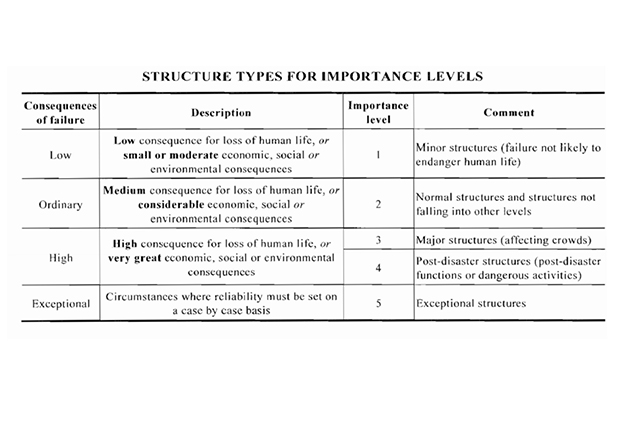 STRUCTURE TYPES FOR IMPORTANCE LEVELS
Consequences
of failure
Description
Importance
level
Comment
Low
Low consequence for loss of human life, or
small or moderate economic, social or
environmental consequences
1
Minor structures (failure not likely to
endanger human life)
Ordinary
Medium consequence for loss of human life, or
considerable economic, social or
environmental consequences
2
Normal structures and structures not
falling into other levels
High
High consequence for loss of human life, or
very great economic, social or environmental
consequences
3
Major structures (affecting crowds)
4
Post-disaster structures (post-disaster
functions or dangerous activities)
Exceptional
Circumstances where reliability must be set on
a case by case basis
5
Exceptional structures